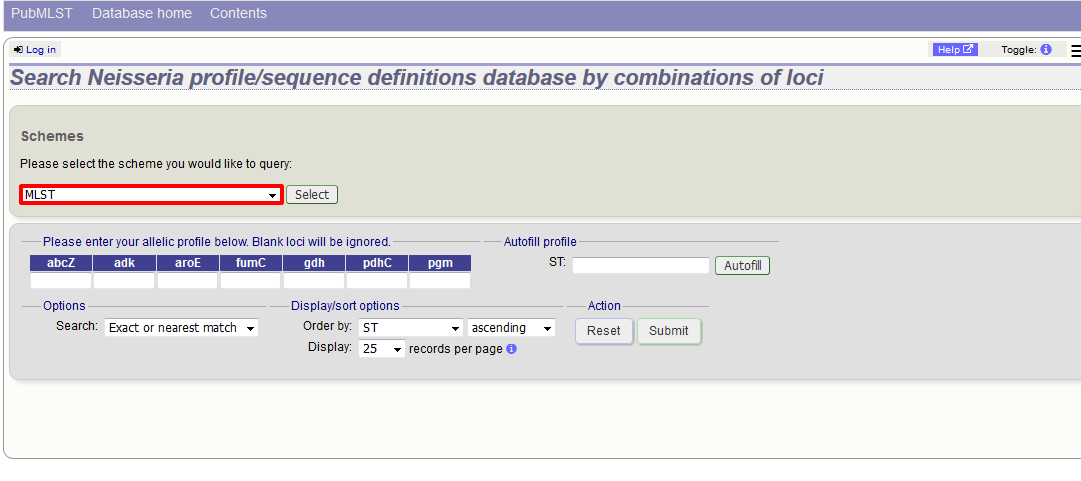 PubMLST Database home Contents
Log in Help Toggle:
Search Neisseria profile/sequence definitions database by combinations of loci
Schemes
Please select the scheme you would like to query:
MLST Select
Please enter your allelic profile below. Blank loci will be ignored. Autofill profile
abcZ adk aroE fumC gdh pdhC pgm ST: Autofill
Options Display/sort options Action
Search: Exact or nearest match Order by: ST ascending Reset Submit
Display: 25 records per page